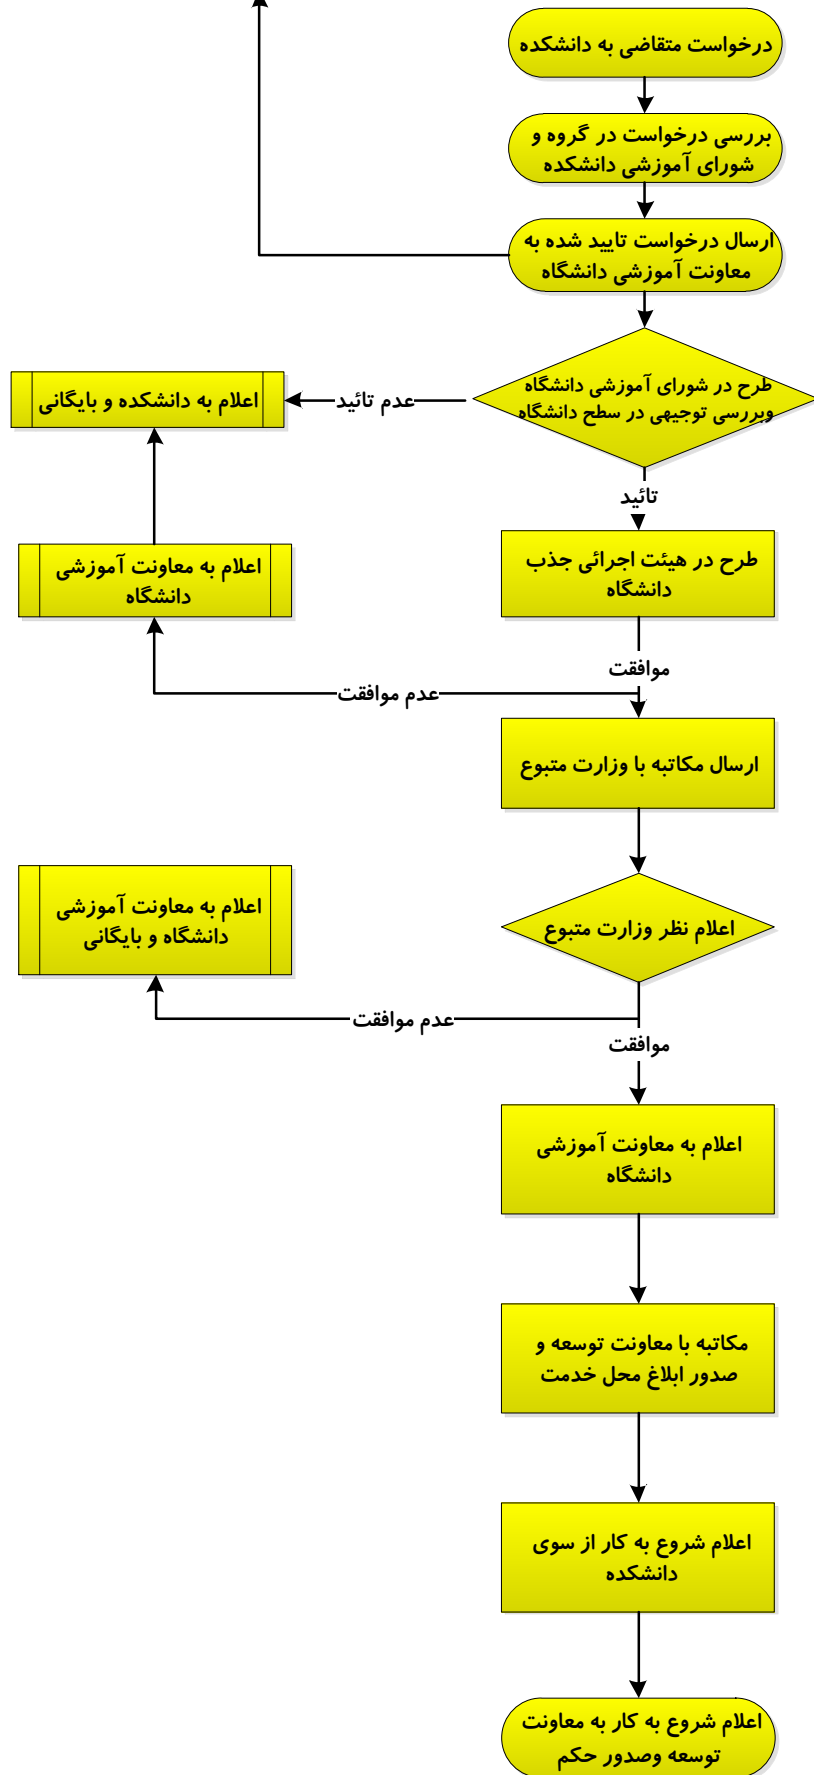 درخواست متقاضی به دانشکده
بررسی درخواست در گروه و
شورای آموزشی دانشکده
ارسال درخواست تایید شده به
معاونت آموزشی دانشگاه
طرح در شورای آموزشی دانشگاه
وبررسی توجیهی در سطح دانشگاه
عدم تائید
اعلام به دانشکده و بایگانی
تائید
طرح در هیئت اجرائی جذب
دانشگاه
اعلام به معاونت آموزشی
دانشگاه
موافقت
عدم موافقت
ارسال مکاتبه با وزارت متبوع
اعلام نظر وزارت متبوع
اعلام به معاونت آموزشی
دانشگاه و بایگانی
عدم موافقت
موافقت
اعلام به معاونت آموزشی
دانشگاه
مکاتبه با معاونت توسعه و
صدور ابلاغ محل خدمت
اعلام شروع به کار از سوی
دانشکده
اعلام شروع به کار به معاونت
توسعه وصدور حکم